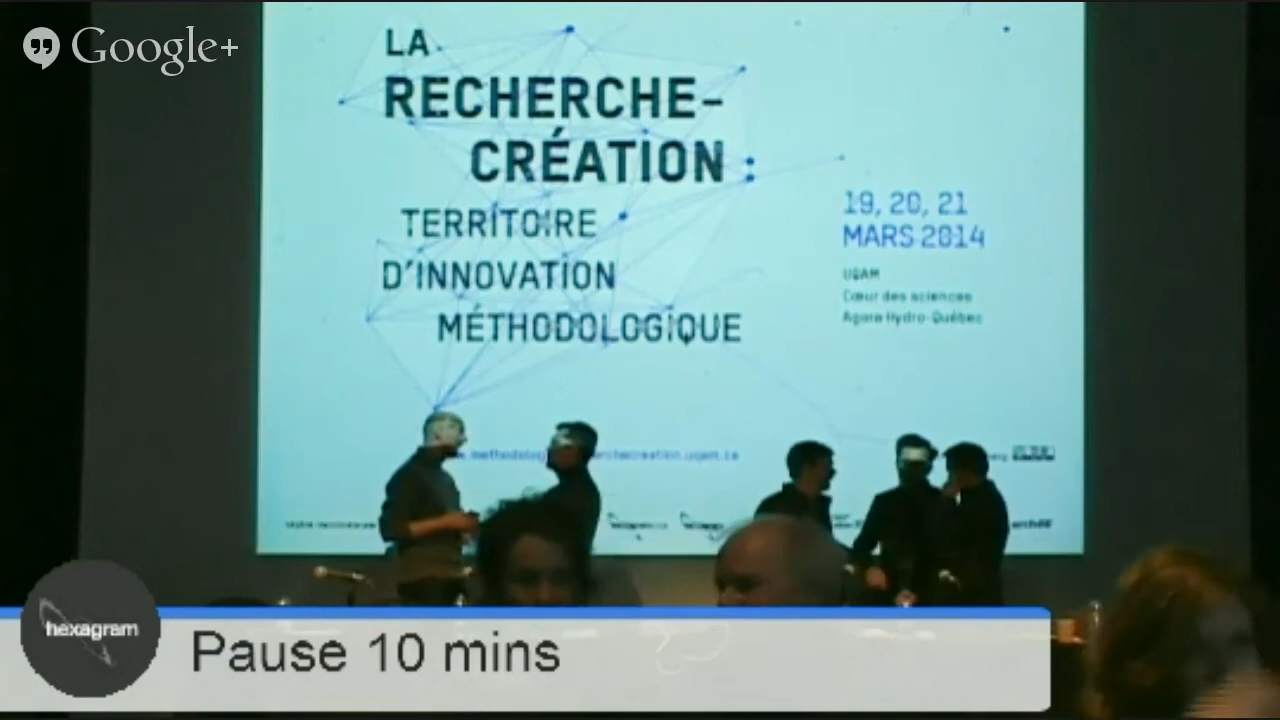 Google+
LA
RECHERCHE-
CRÉATION :
TERRITOIRE
D'INNOVATION
MÉTHODOLOGIQUE
19, 20, 21
MARS 2014
UQAM
Cœur des sciences
Agora Hydro-Québec
hexagram
Pause 10 mins